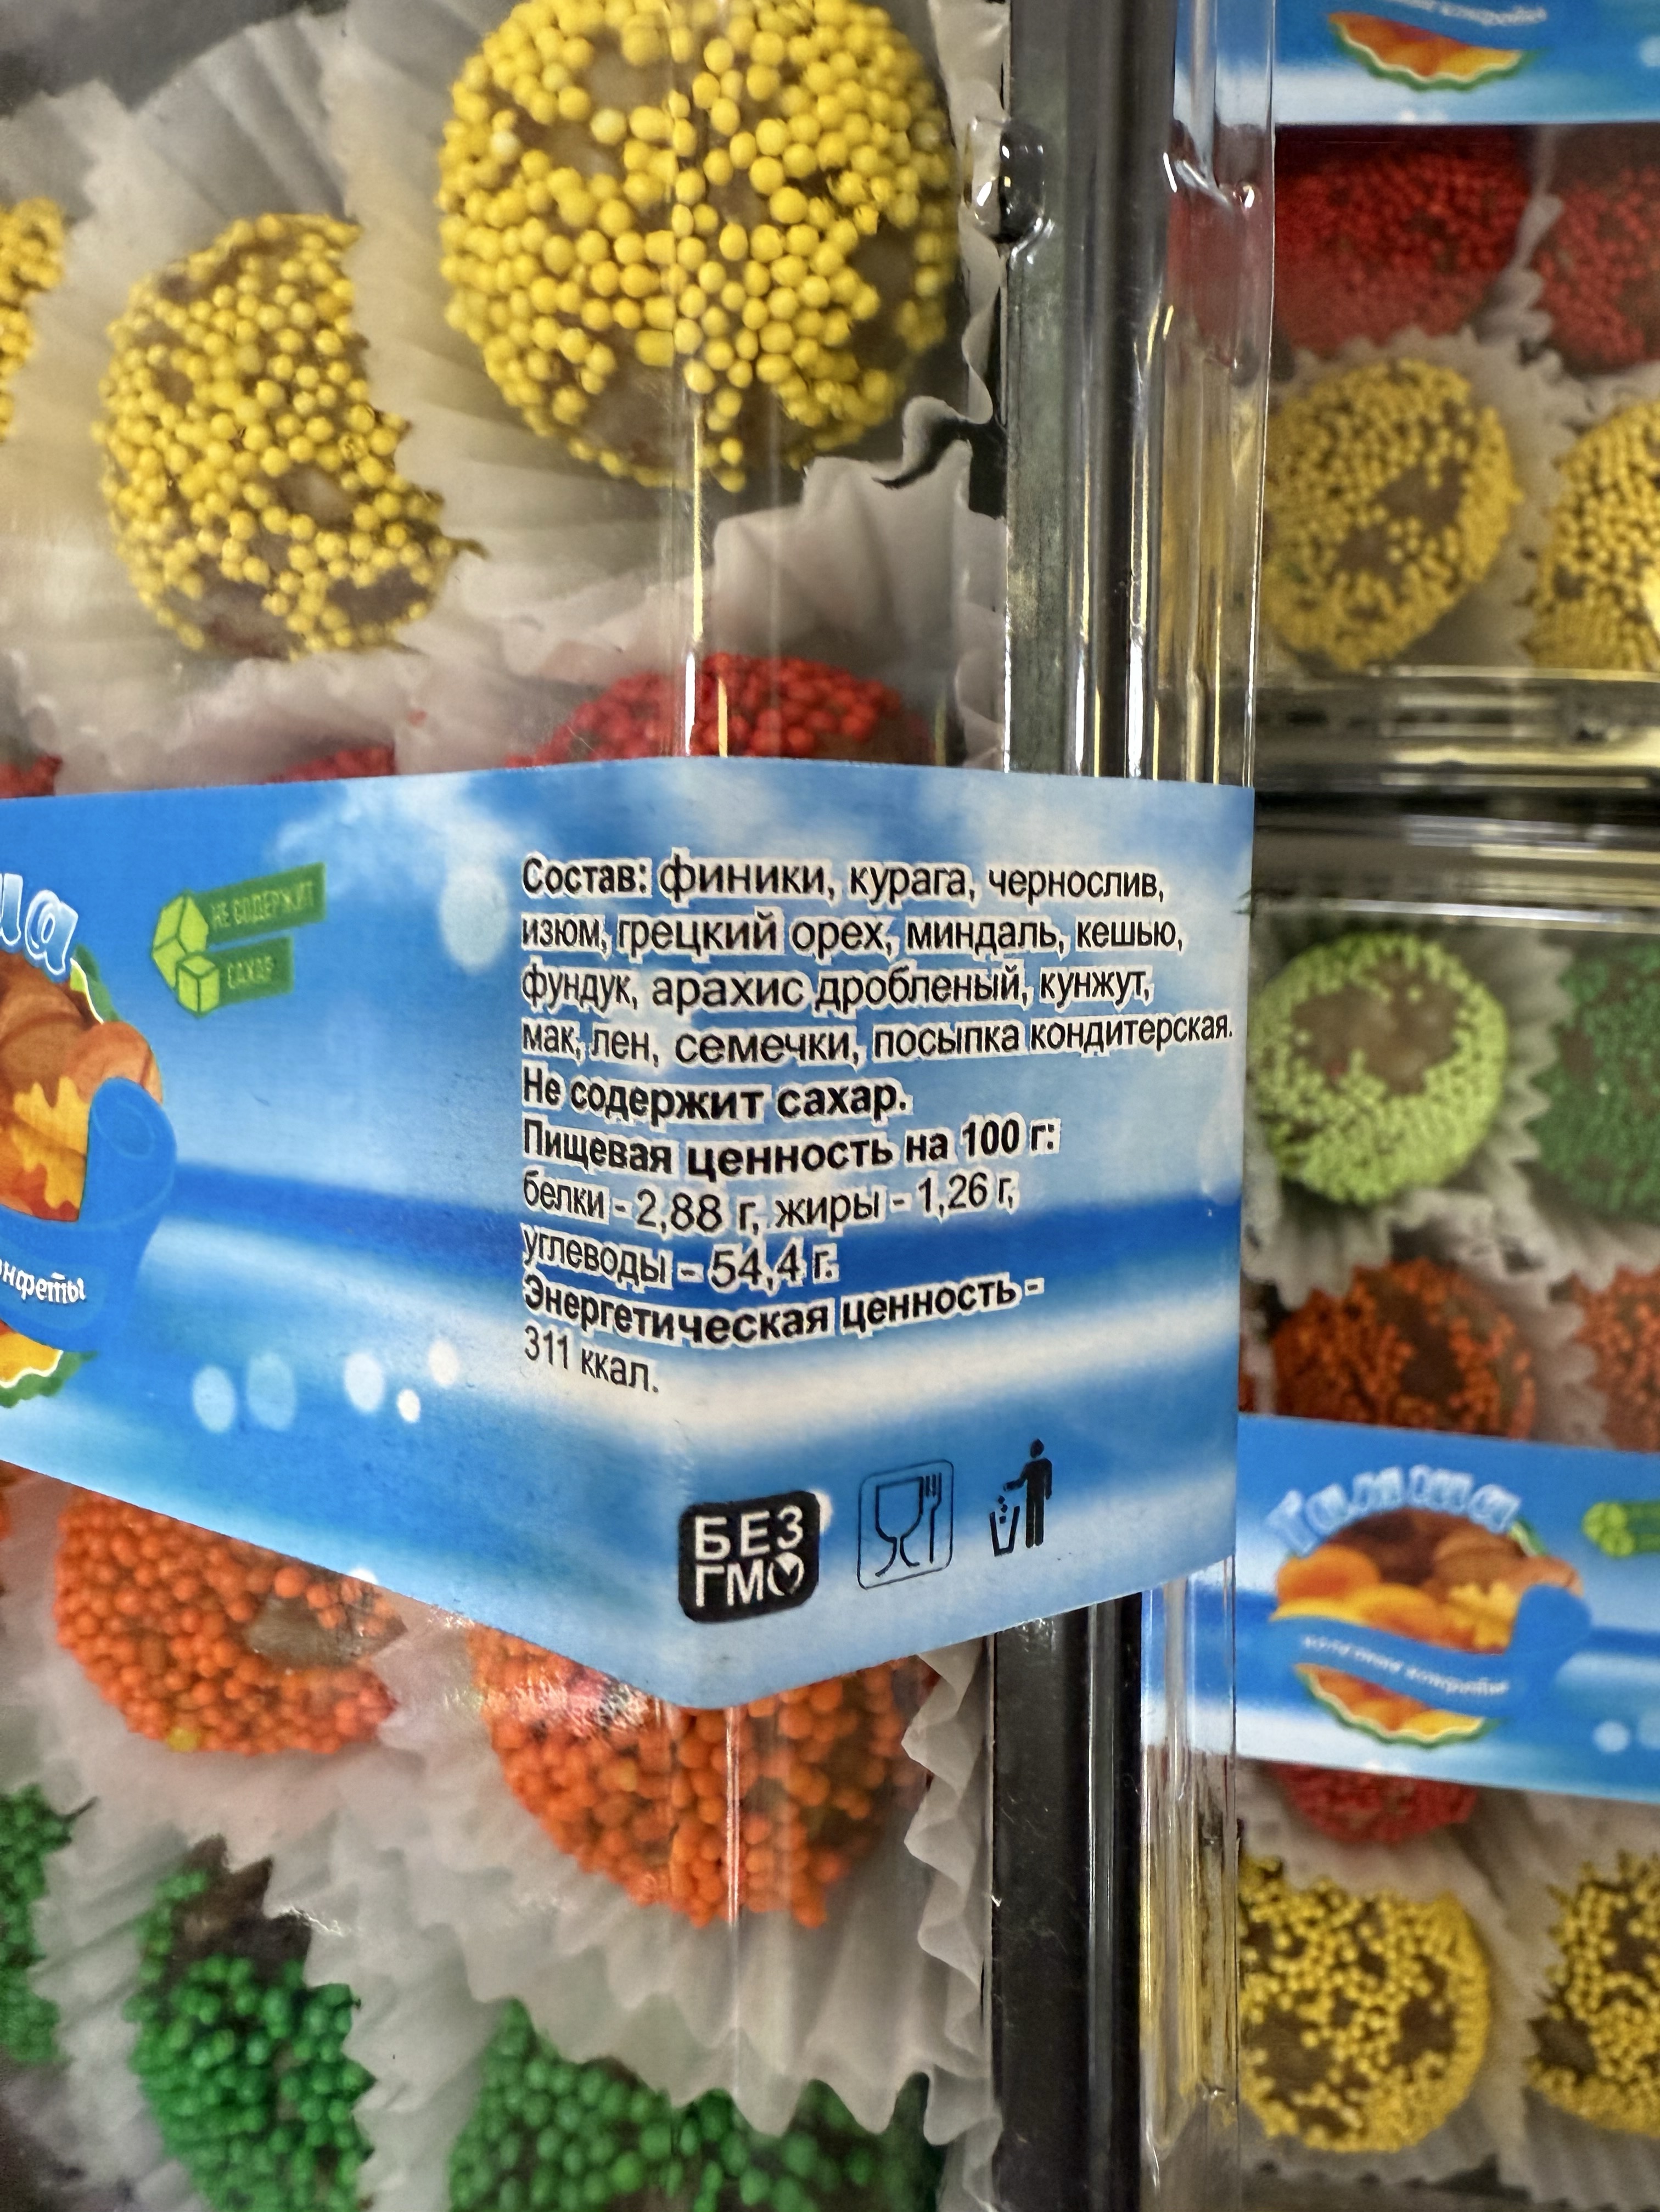 Состав: финики, курага, чернослив,
изюм, грецкий орех, миндаль, кешью,
фундук, арахис дробленый, кунжут,
мак, лен, семечки, посыпка кондитерская.
Не содержит сахар.
Пищевая ценность на 100 г:
белки - 2,88 г, жиры - 1,26 г,
углеводы - 54,4 г.
Энергетическая ценность -
311 ккал.
НЕ СОДЕРЖИТ
САХАР
БЕЗ
ГМО
конфеты